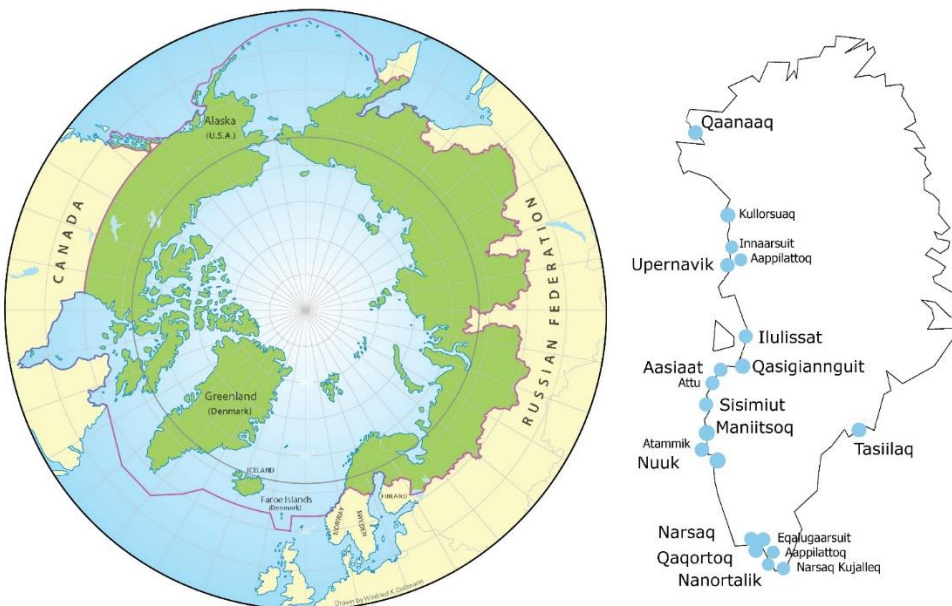 Alaska
(U.S.A.)
CANADA
RUSSIAN FEDERATION
Greenland
(Denmark)
ICELAND
Faroe Islands
(Denmark)
NORWAY
SWEDEN
FINLAND
Drawn by Winfried K. Dallmann
Qaanaaq
Kullorsuaq
Innaarsuit
Aappilattoq
Upernavik
Ilulissat
Aasiaat
Qasigiannguit
Attu
Sisimiut
Maniitsoq
Atammik
Nuuk
Tasiilaq
Narsaq
Eqalugaarsuit
Qaqortoq
Aappilattoq
Nanortalik
Narsaq Kujalleq